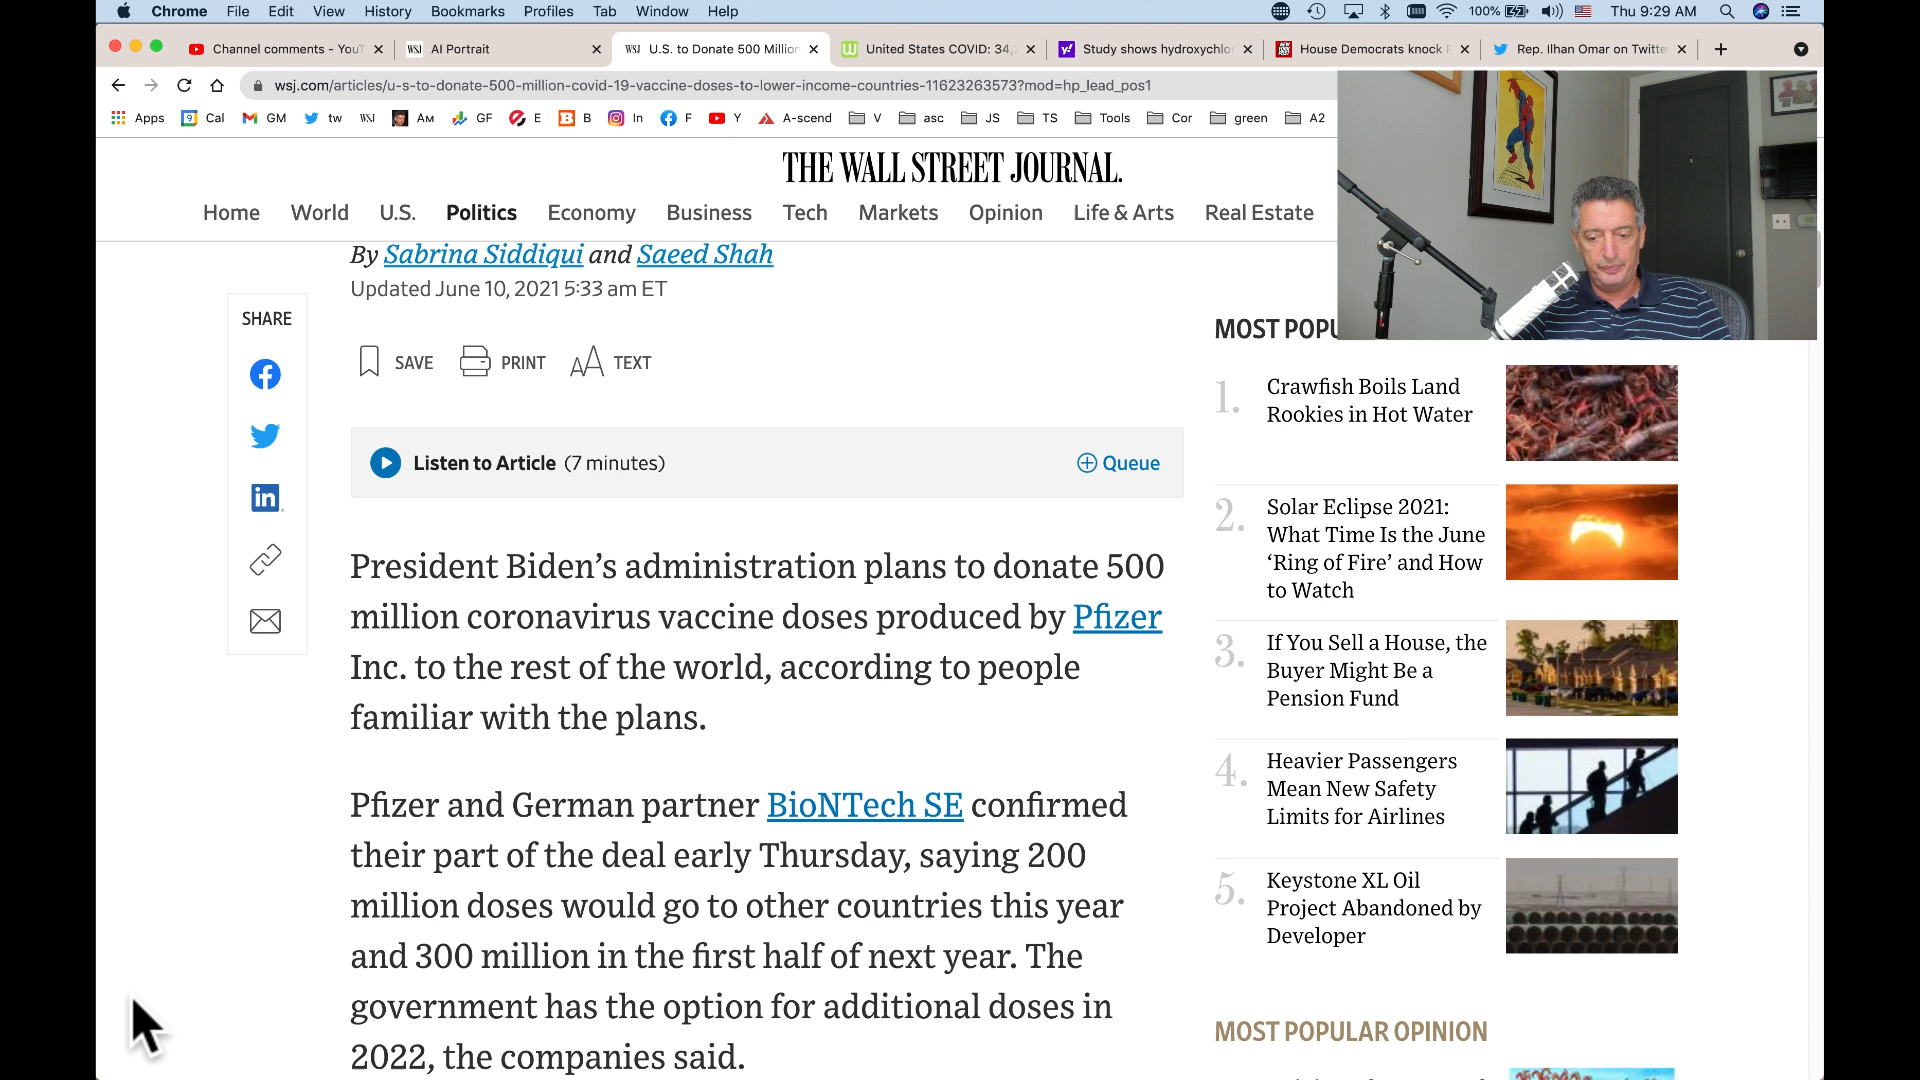 Chrome File Edit View History Bookmarks Profiles Tab Window Help 100% Thu 9:29 AM
Channel comments - YouT AI Portrait U.S. to Donate 500 Million United States COVID: 34, Study shows hydroxychlor House Democrats knock Rep. Ilhan Omar on Twitte
wsj.com/articles/u-s-to-donate-500-million-covid-19-vaccine-doses-to-lower-income-countries-11623263573?mod=hp_lead_pos1
Apps Cal GM tw WSJ AM GF E B In F Y A-scend V asc JS TS Tools Cor green A2
THE WALL STREET JOURNAL.
Home World U.S. Politics Economy Business Tech Markets Opinion Life & Arts Real Estate
By Sabrina Siddiqui and Saeed Shah
Updated June 10, 2021 5:33 am ET
SHARE
SAVE PRINT TEXT
Listen to Article (7 minutes) Queue
President Biden’s administration plans to donate 500
million coronavirus vaccine doses produced by Pfizer
Inc. to the rest of the world, according to people
familiar with the plans.
Pfizer and German partner BioNTech SE confirmed
their part of the deal early Thursday, saying 200
million doses would go to other countries this year
and 300 million in the first half of next year. The
government has the option for additional doses in
2022, the companies said.
MOST POPU
1. Crawfish Boils Land
Rookies in Hot Water
2. Solar Eclipse 2021:
What Time Is the June
‘Ring of Fire’ and How
to Watch
3. If You Sell a House, the
Buyer Might Be a
Pension Fund
4. Heavier Passengers
Mean New Safety
Limits for Airlines
5. Keystone XL Oil
Project Abandoned by
Developer
MOST POPULAR OPINION